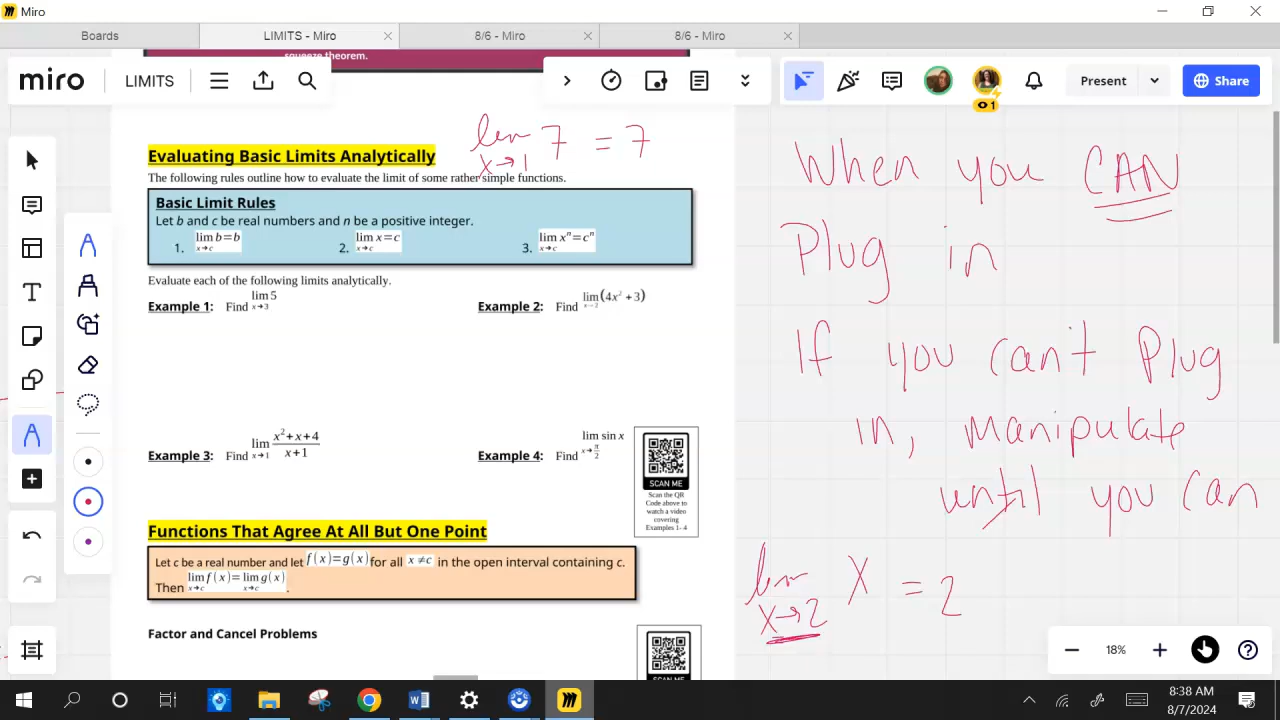 Miro
Boards
LIMITS - Miro
8/6 - Miro
8/6 - Miro
squeeze theorem.
miro
LIMITS
Present
Share
1
lim x→1 7 = 7
When you CAN
Plug in
If you can't Plug
in, manipulate
until you can
lim x→2 x = 2
Evaluating Basic Limits Analytically
The following rules outline how to evaluate the limit of some rather simple functions.
Basic Limit Rules
Let b and c be real numbers and n be a positive integer.
1. lim x→c b=b 2. lim x→c x=c 3. lim x→c xⁿ=cⁿ
Evaluate each of the following limits analytically.
Example 1: Find lim x→3 5 Example 2: Find lim (4x²+3)
Example 3: Find lim x→1 x²+x+4 / x+1 Example 4: Find lim x→π/2 sin x
SCAN ME
Scan the QR
Code above to
watch a video
covering
Examples 1- 4
Functions That Agree At All But One Point
Let c be a real number and let f(x)=g(x) for all x≠c in the open interval containing c.
Then lim x→c f(x)=lim x→c g(x).
Factor and Cancel Problems
SCAN ME
18%
8:38 AM
8/7/2024